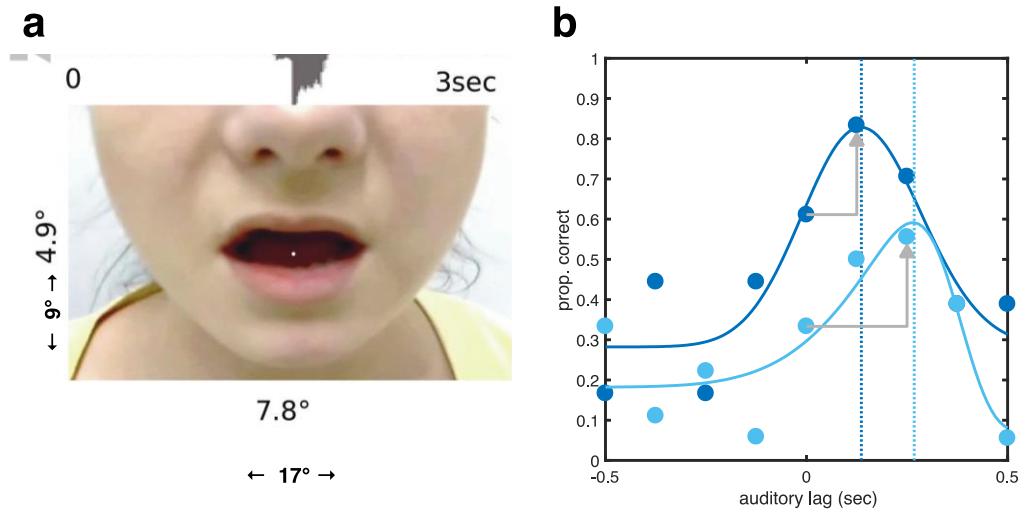 a
0
3sec
4.9°
← 9° →
7.8°
← 17° →
b
1
0.9
0.8
0.7
0.6
0.5
0.4
0.3
0.2
0.1
0
prop. correct
-0.5
0
0.5
auditory lag (sec)